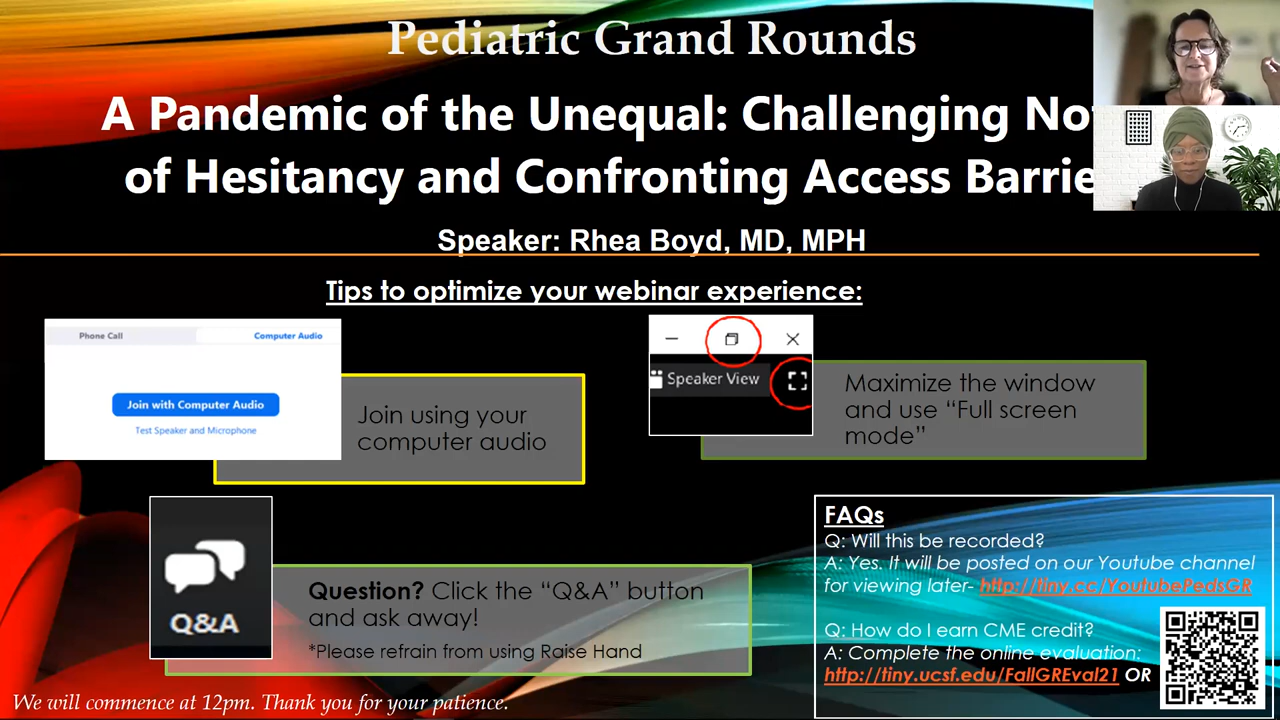 Pediatric Grand Rounds
A Pandemic of the Unequal: Challenging
of Hesitancy and Confronting Access
Speaker: Rhea Boyd, MD, MPH
Tips to optimize your webinar experience:
Phone Call
Computer Audio
Join with Computer Audio
Test Speaker and Microphone
Join using your
computer audio
Speaker View
Maximize the window
and use “Full screen
mode”
Q&A
Question? Click the “Q&A” button
and ask away!
*Please refrain from using Raise Hand
FAQs
Q: Will this be recorded?
A: Yes. It will be posted on our Youtube channel
for viewing later- http://tiny.cc/YoutubePedsGR
Q: How do I earn CME credit?
A: Complete the online evaluation:
http://tiny.ucsf.edu/FallGREval21 OR
We will commence at 12pm. Thank you for your patience.